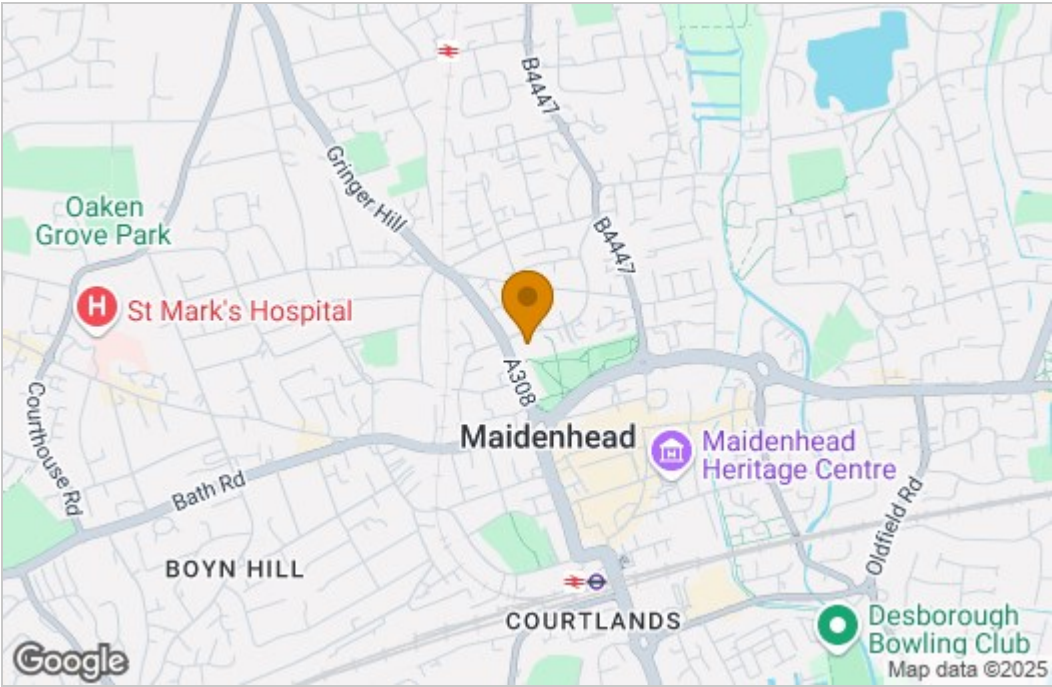 B4447
Gringer Hill
Oaken
Grove Park
B4447
H
St Mark's Hospital
A308
Courthouse Rd
Maidenhead
Maidenhead
Heritage Centre
Bath Rd
Oldfield Rd
BOYN HILL
COURTLANDS
Desborough
Bowling Club
Google
Map data ©2025